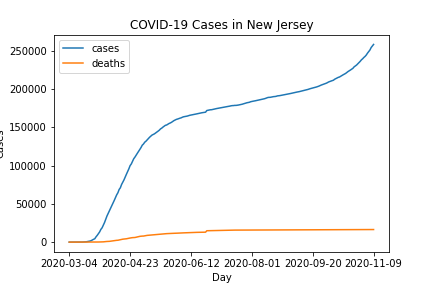 COVID-19 Cases in New Jersey
cases
deaths
250000
200000
150000
100000
50000
0
cases
2020-03-04 2020-04-23 2020-06-12 2020-08-01 2020-09-20 2020-11-09
Day